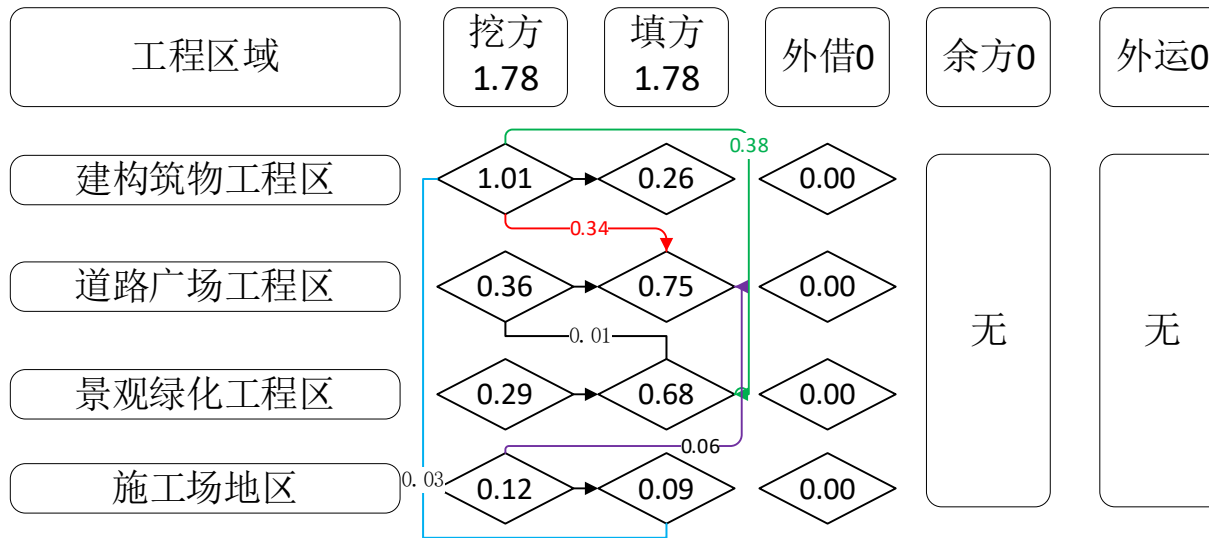 工程区域
挖方
1.78
填方
1.78
外借0
余方0
外运0
0.38
建构筑物工程区
1.01
0.26
0.00
0.34
道路广场工程区
0.36
0.75
0.00
无
无
0.01
景观绿化工程区
0.29
0.68
0.00
0.06
施工场地区
0.03
0.12
0.09
0.00